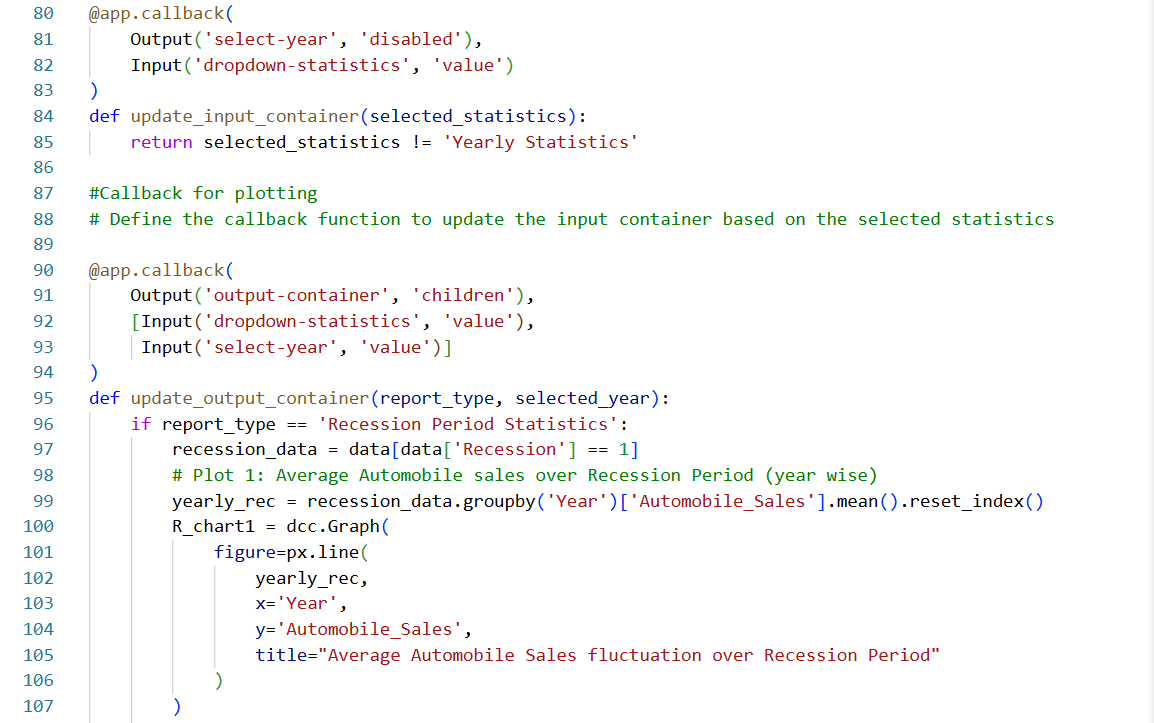 80 @app.callback(
81     Output('select-year', 'disabled'),
82     Input('dropdown-statistics', 'value')
83 )
84 def update_input_container(selected_statistics):
85     return selected_statistics != 'Yearly Statistics'
86
87 #Callback for plotting
88 # Define the callback function to update the input container based on the selected statistics
89
90 @app.callback(
91     Output('output-container', 'children'),
92     [Input('dropdown-statistics', 'value'),
93      Input('select-year', 'value')]
94 )
95 def update_output_container(report_type, selected_year):
96     if report_type == 'Recession Period Statistics':
97         recession_data = data[data['Recession'] == 1]
98         # Plot 1: Average Automobile sales over Recession Period (year wise)
99         yearly_rec = recession_data.groupby('Year')['Automobile_Sales'].mean().reset_index()
100         R_chart1 = dcc.Graph(
101             figure=px.line(
102                 yearly_rec,
103                 x='Year',
104                 y='Automobile_Sales',
105                 title="Average Automobile Sales fluctuation over Recession Period"
106             )
107         )